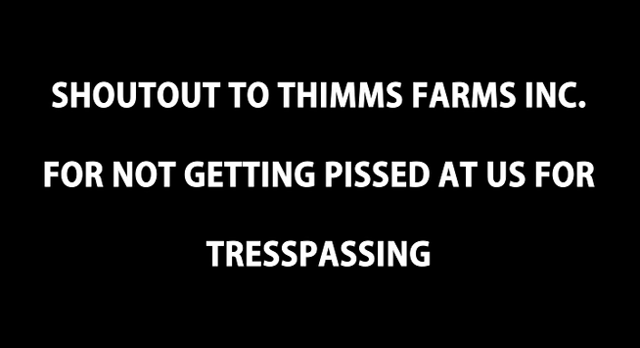 SHOUTOUT TO THIMMS FARMS INC.
FOR NOT GETTING PISSED AT US FOR
TRESSPASSING